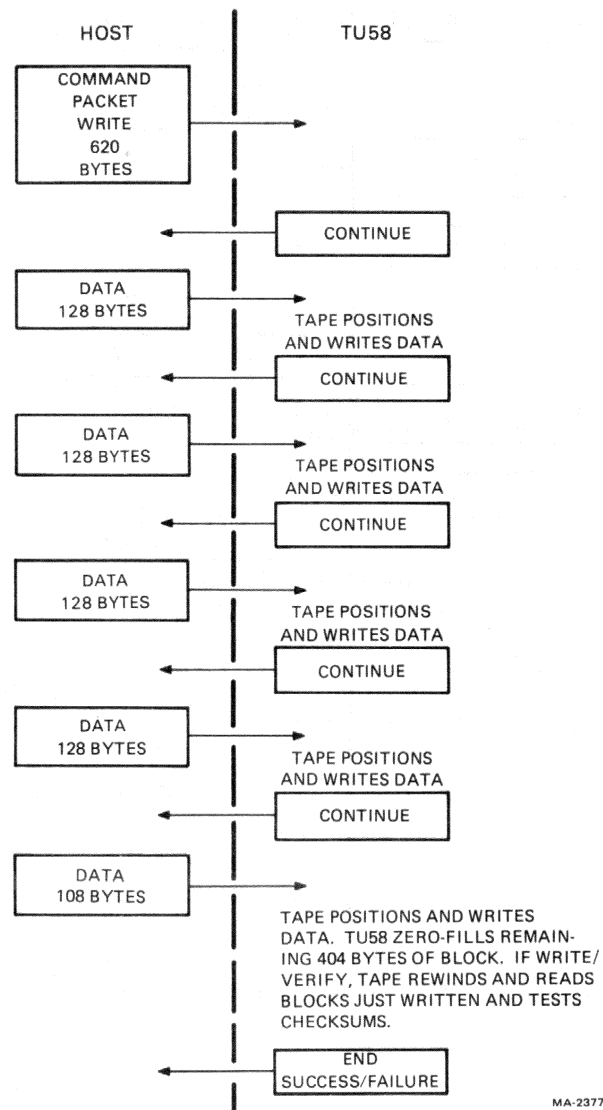 HOST
TU58
COMMAND
PACKET
WRITE
620
BYTES
CONTINUE
DATA
128 BYTES
TAPE POSITIONS
AND WRITES DATA
CONTINUE
DATA
128 BYTES
TAPE POSITIONS
AND WRITES DATA
CONTINUE
DATA
128 BYTES
TAPE POSITIONS
AND WRITES DATA
CONTINUE
DATA
128 BYTES
TAPE POSITIONS
AND WRITES DATA
CONTINUE
DATA
108 BYTES
TAPE POSITIONS AND WRITES
DATA. TU58 ZERO-FILLS REMAIN-
ING 404 BYTES OF BLOCK. IF WRITE/
VERIFY, TAPE REWINDS AND READS
BLOCKS JUST WRITTEN AND TESTS
CHECKSUMS.
END
SUCCESS/FAILURE
MA-2377